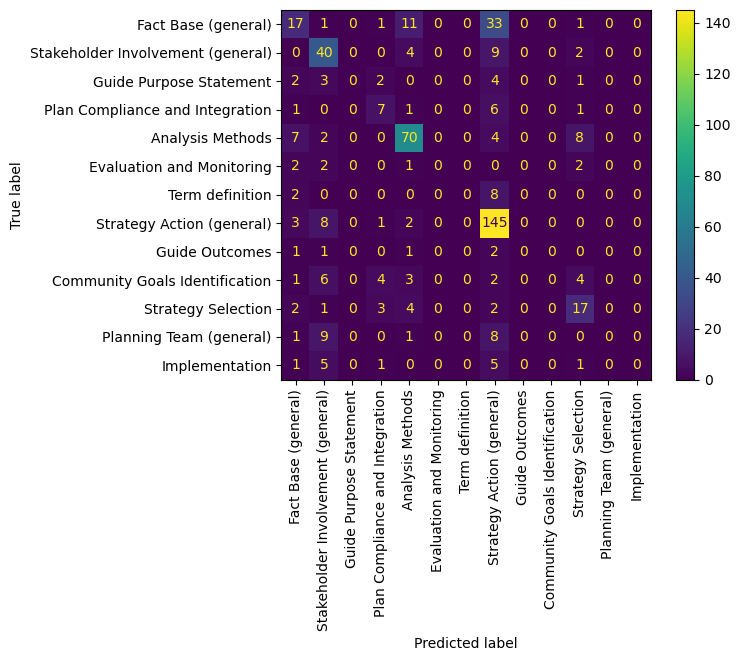 True label
Fact Base (general) 17 1 0 1 11 0 0 33 0 0 1 0 0
Stakeholder Involvement (general) 0 40 0 0 4 0 0 9 0 0 2 0 0
Guide Purpose Statement 2 3 0 2 0 0 0 4 0 0 1 0 0
Plan Compliance and Integration 1 0 0 7 1 0 0 6 0 0 1 0 0
Analysis Methods 7 2 0 0 70 0 0 4 0 0 8 0 0
Evaluation and Monitoring 2 2 0 0 1 0 0 0 0 0 2 0 0
Term definition 2 0 0 0 0 0 0 8 0 0 0 0 0
Strategy Action (general) 3 8 0 1 2 0 0 145 0 0 0 0 0
Guide Outcomes 1 1 0 0 1 0 0 2 0 0 0 0 0
Community Goals Identification 1 6 0 4 3 0 0 2 0 0 4 0 0
Strategy Selection 2 1 0 3 4 0 0 2 0 0 17 0 0
Planning Team (general) 1 9 0 0 1 0 0 8 0 0 0 0 0
Implementation 1 5 0 1 0 0 0 5 0 0 1 0 0
Fact Base (general)
Stakeholder Involvement (general)
Guide Purpose Statement
Plan Compliance and Integration
Analysis Methods
Evaluation and Monitoring
Term definition
Strategy Action (general)
Guide Outcomes
Community Goals Identification
Strategy Selection
Planning Team (general)
Implementation
Predicted label
140
120
100
80
60
40
20
0